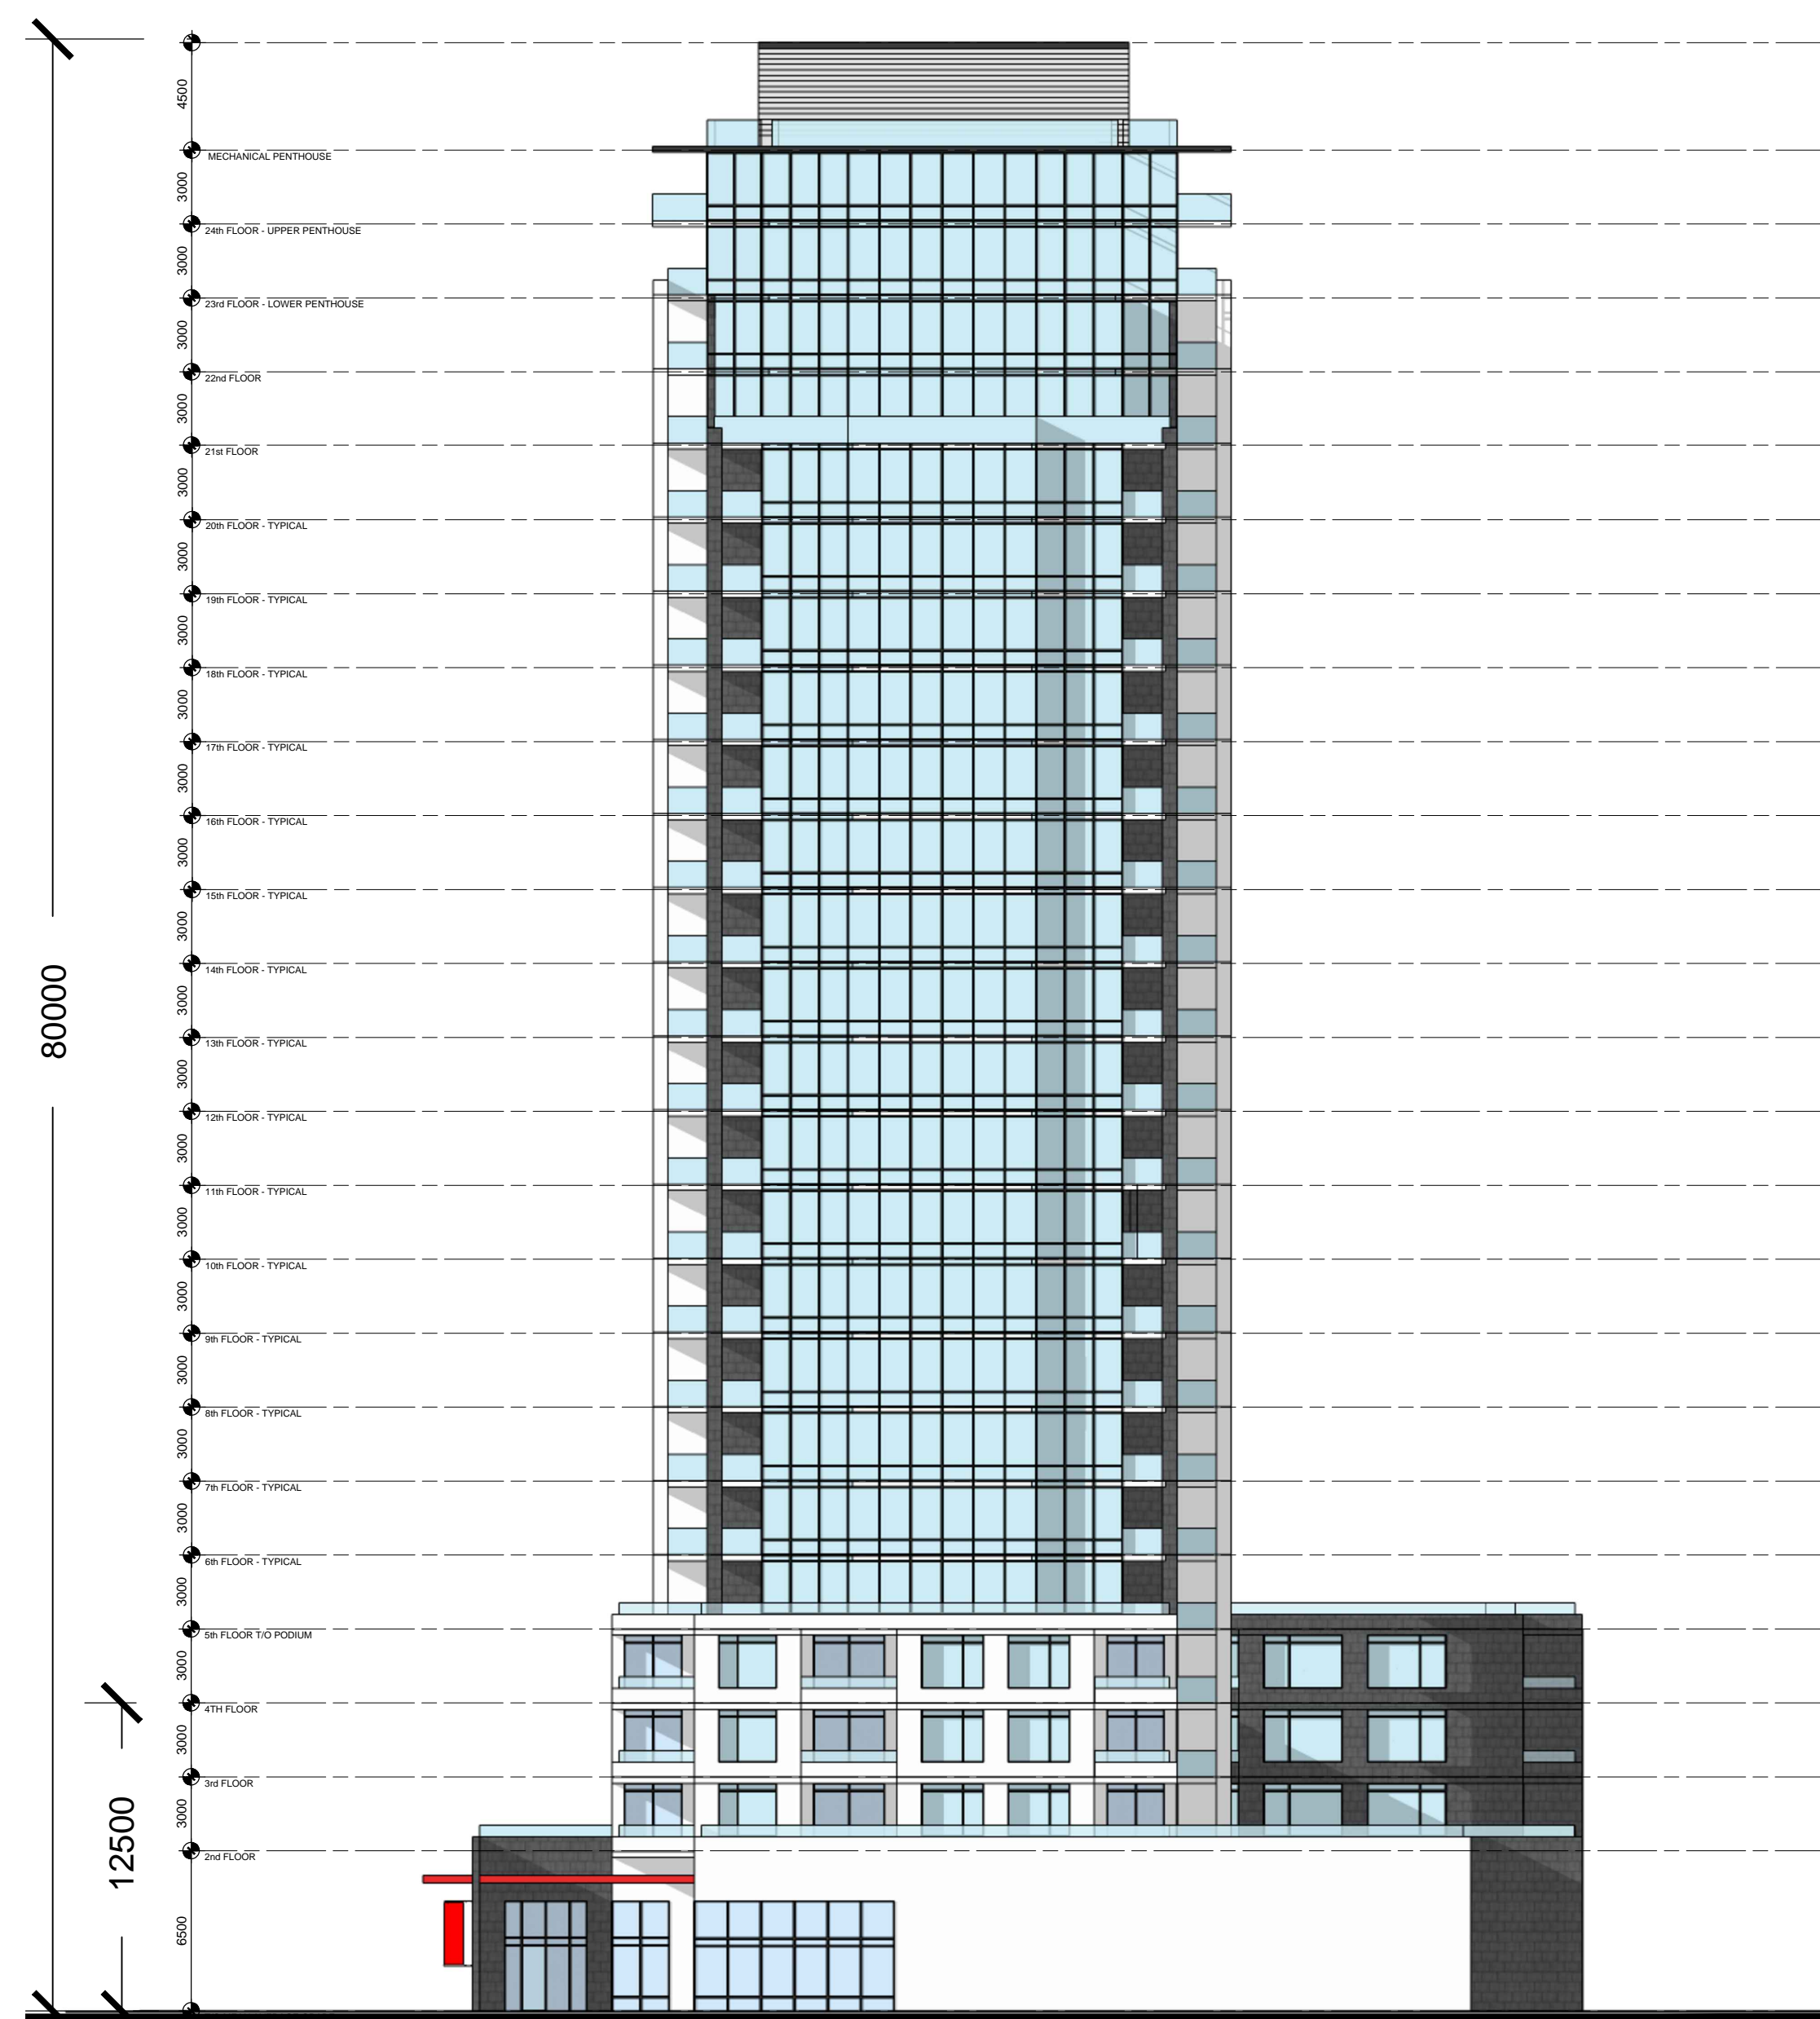 4500
MECHANICAL PENTHOUSE
3000
24th FLOOR - UPPER PENTHOUSE
3000
23rd FLOOR - LOWER PENTHOUSE
3000
22nd FLOOR
3000
21st FLOOR
3000
20th FLOOR - TYPICAL
3000
19th FLOOR - TYPICAL
3000
18th FLOOR - TYPICAL
3000
17th FLOOR - TYPICAL
3000
16th FLOOR - TYPICAL
3000
15th FLOOR - TYPICAL
3000
14th FLOOR - TYPICAL
80000
3000
13th FLOOR - TYPICAL
3000
12th FLOOR - TYPICAL
3000
11th FLOOR - TYPICAL
3000
10th FLOOR - TYPICAL
3000
9th FLOOR - TYPICAL
3000
8th FLOOR - TYPICAL
3000
7th FLOOR - TYPICAL
3000
6th FLOOR - TYPICAL
3000
5th FLOOR T/O PODIUM
3000
4TH FLOOR
3000
3rd FLOOR
3000
12500
2nd FLOOR
6500